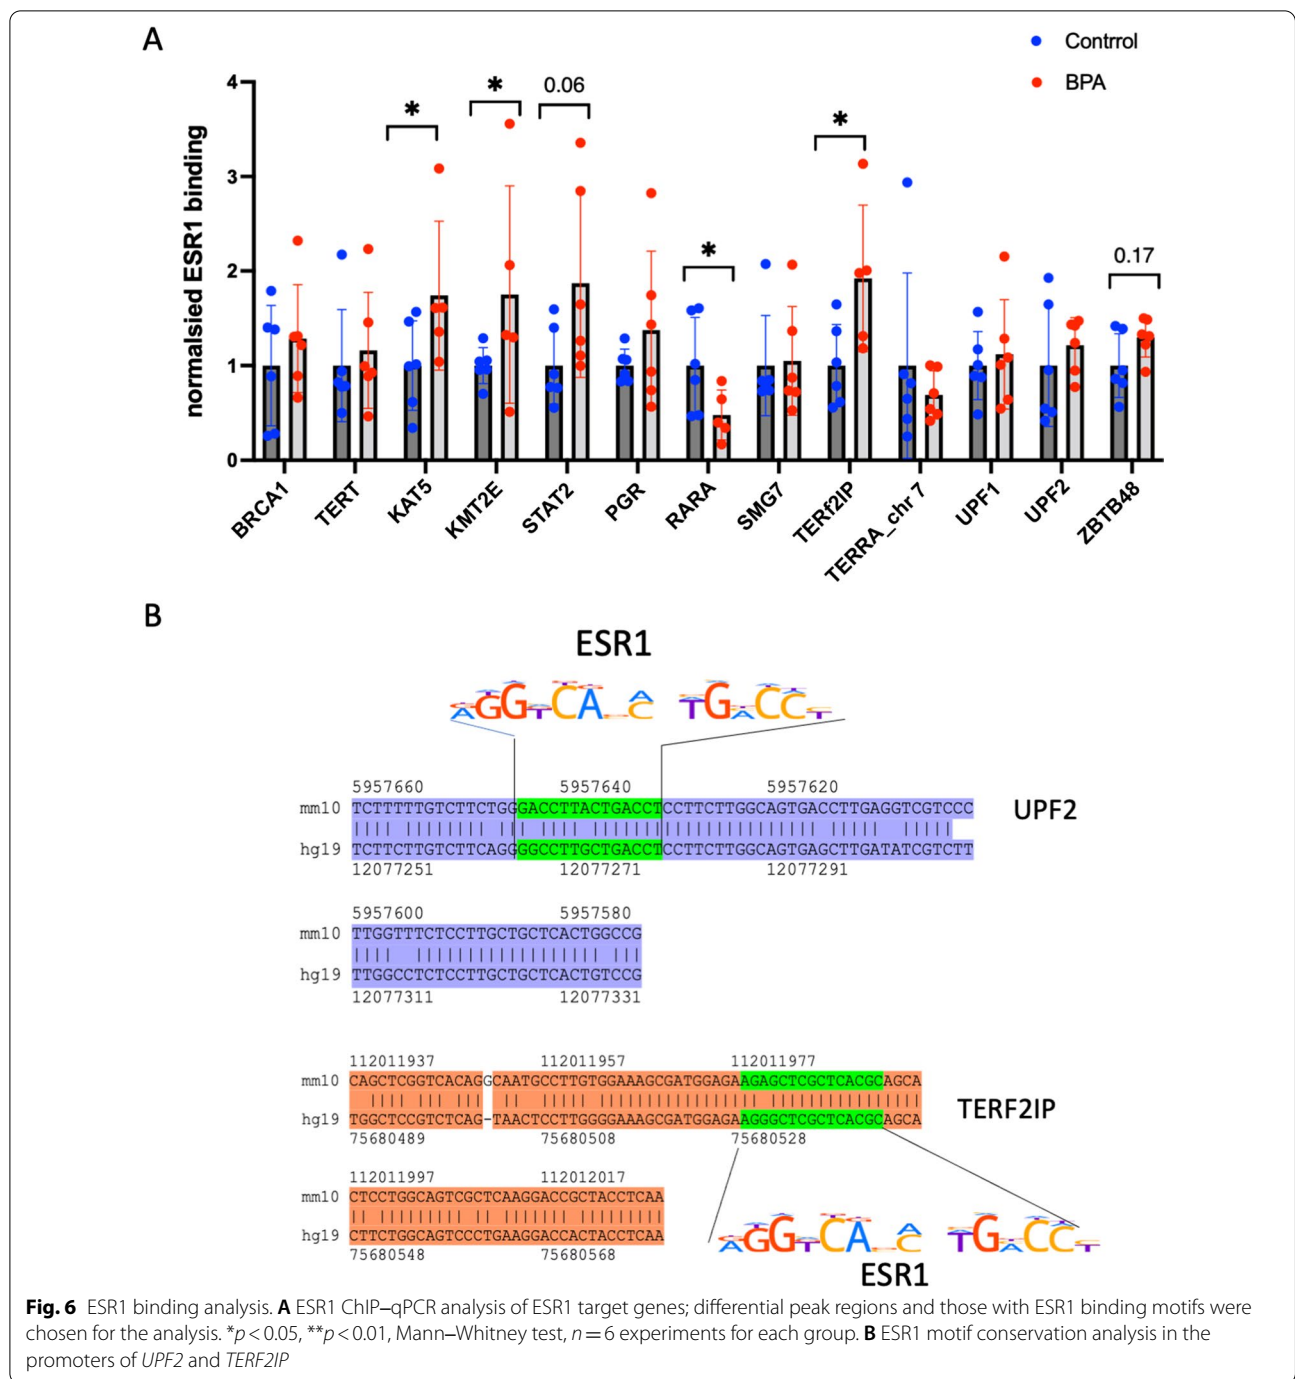 A
Contrrol
BPA
normalsied ESR1 binding
4
3
2
1
0
* * 0.06 * * 0.17
BRCA1 TERT KAT5 KMT2E STAT2 PGR RARA SMG7 TERf2IP TERRA_chr 7 UPF1 UPF2 ZBTB48
B
ESR1
AGGTCA C TGACCT
5957660 5957640 5957620
mm10 TCTTTTTGTCTTCTGGGACCTTACTGACCTCCTTCTTGGCAGTGACCTTGAGGTCGTCCC
UPF2
hg19 TCTTCTTGTCTTCAGGGGCCTTGCTGACCTCCTTCTTGGCAGTGAGCTTGATATCGTCTT
12077251 12077271 12077291
5957600 5957580
mm10 TTGGTTTCTCCTTGCTGCTCACTGGCCG
hg19 TTGGCCTCTCCTTGCTGCTCACTGTCCG
12077311 12077331
112011937 112011957 112011977
mm10 CAGCTCGGTCACAGGCAATGCCTTGTGGAAAGCGATGGAGAAGAGCTCGCTCACGCAGCA
TERF2IP
hg19 TGGCTCCGTCTCAG-TAACTCCTTGGGGAAAGCGATGGAGAAGGGCTCGCTCACGCAGCA
75680489 75680508 75680528
112011997 112012017
mm10 CTCCTGGCAGTCGCTCAAGGACCGCTACCTCAA
hg19 CTTCTGGCAGTCCCTGAAGGACCACTACCTCAA
75680548 75680568
AGGTCA C TGACCT
ESR1
Fig. 6 ESR1 binding analysis. A ESR1 ChIP–qPCR analysis of ESR1 target genes; differential peak regions and those with ESR1 binding motifs were
chosen for the analysis. *p < 0.05, **p < 0.01, Mann–Whitney test, n = 6 experiments for each group. B ESR1 motif conservation analysis in the
promoters of UPF2 and TERF2IP